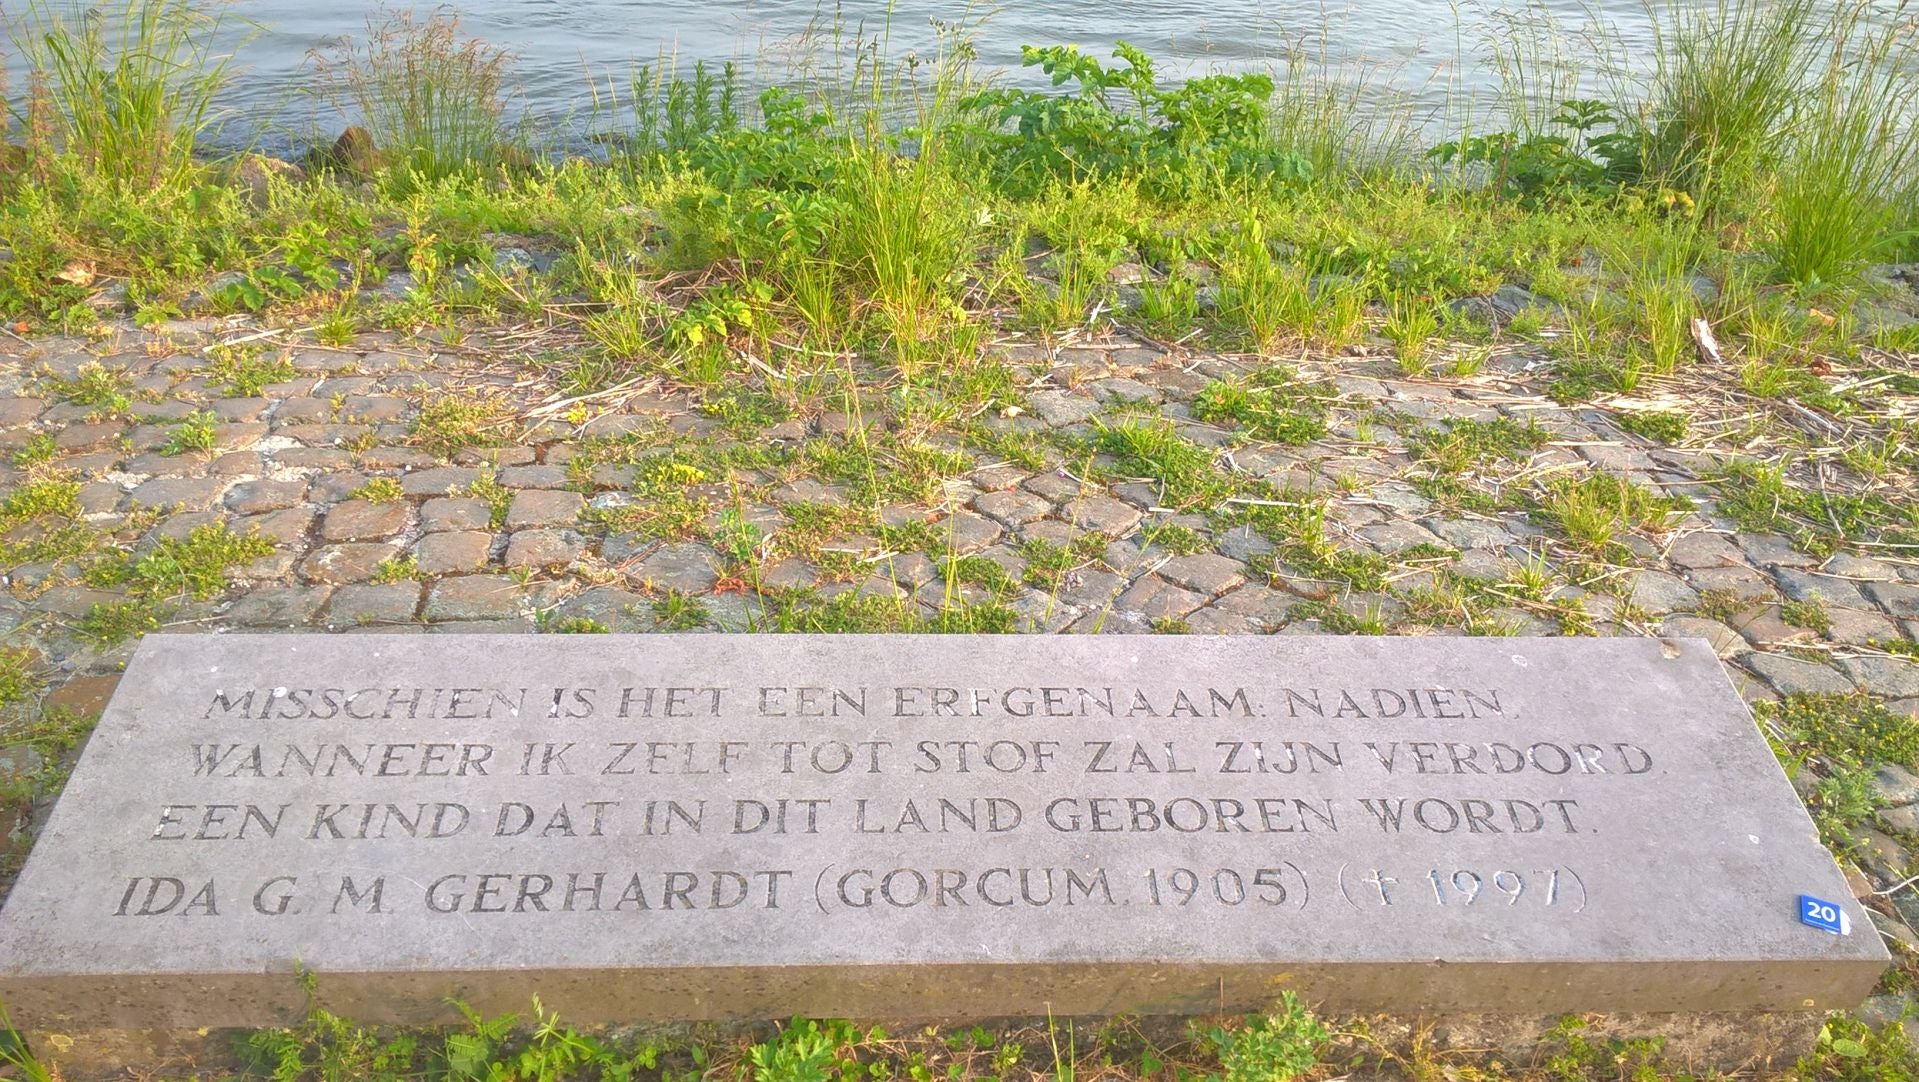 MISSCHIEN IS HET EEN ERFGENAAM: NADIEN,
WANNEER IK ZELF TOT STOF ZAL ZIJN VERDORD,
EEN KIND DAT IN DIT LAND GEBOREN WORDT.
IDA G. M. GERHARDT (GORCUM, 1905) († 1997)
20